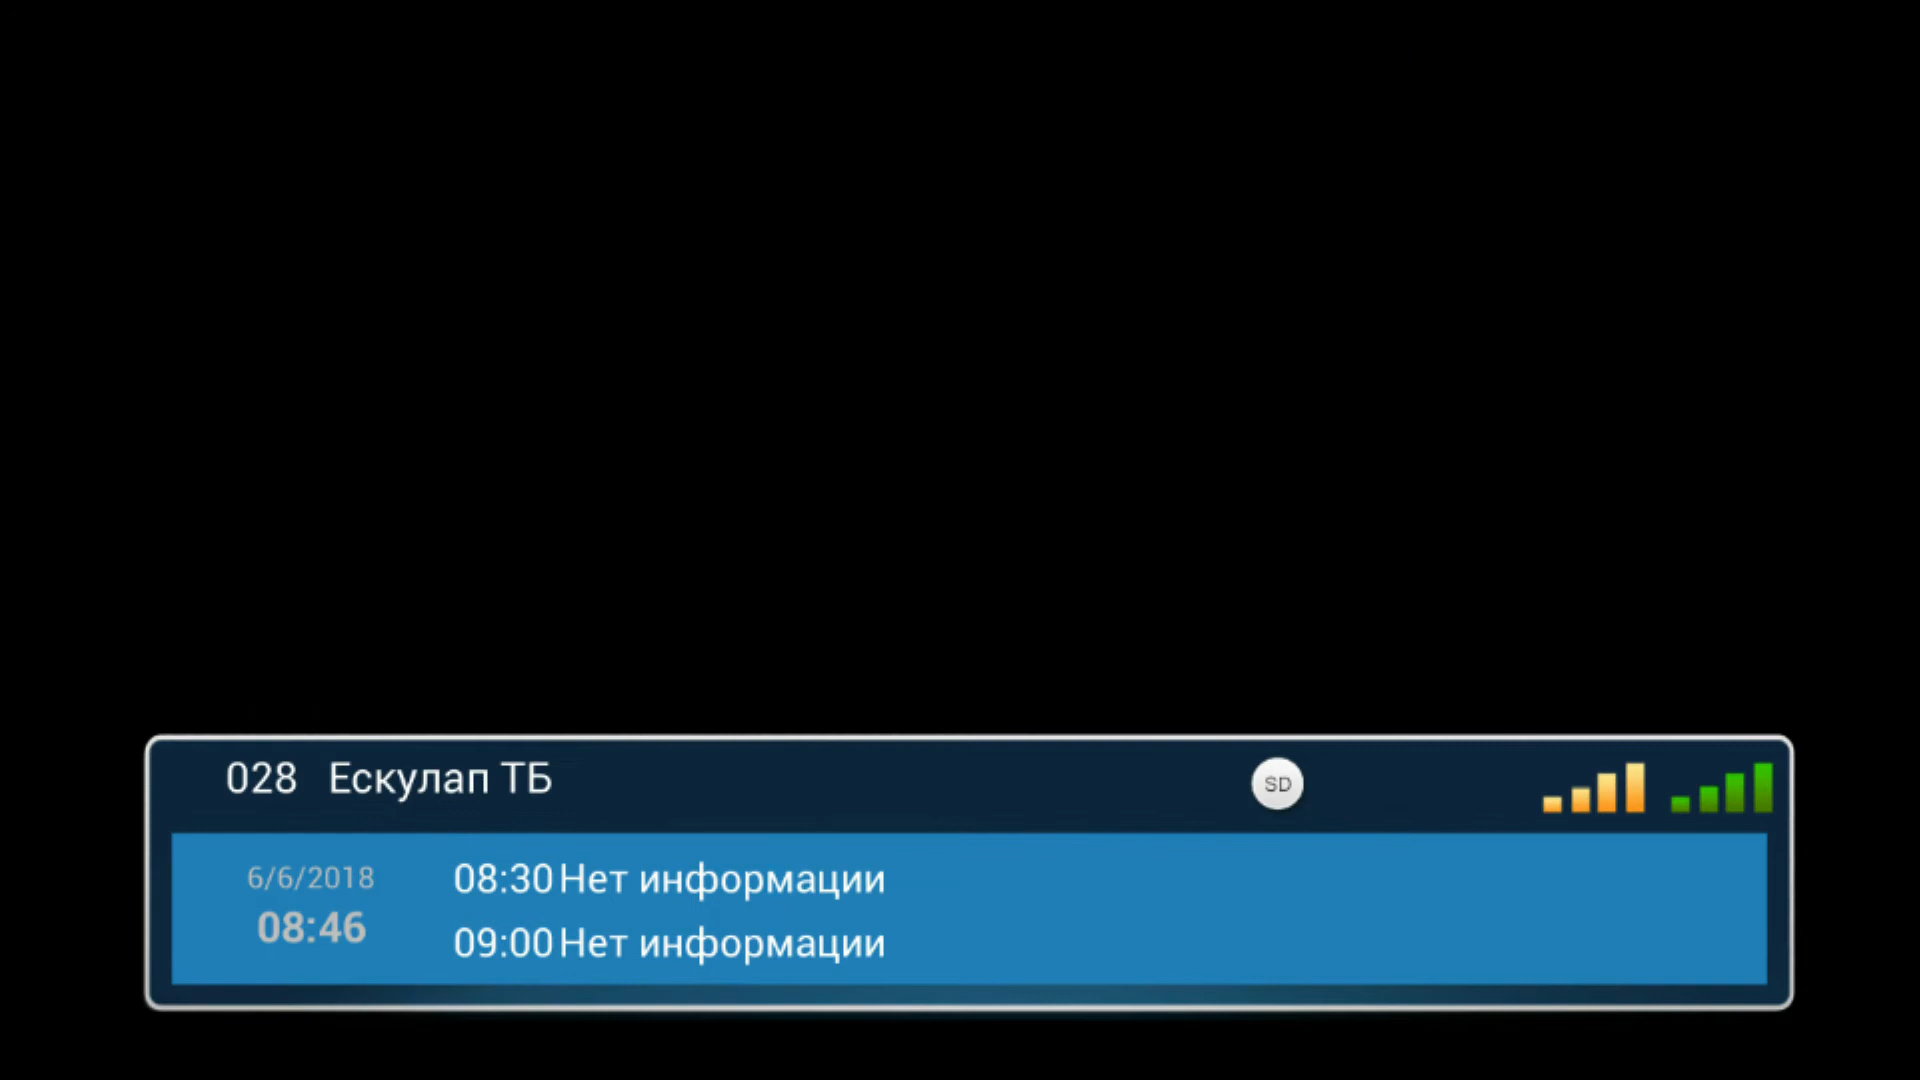 028 Ескулап ТБ
SD
6/6/2018
08:46
08:30 Нет информации
09:00 Нет информации